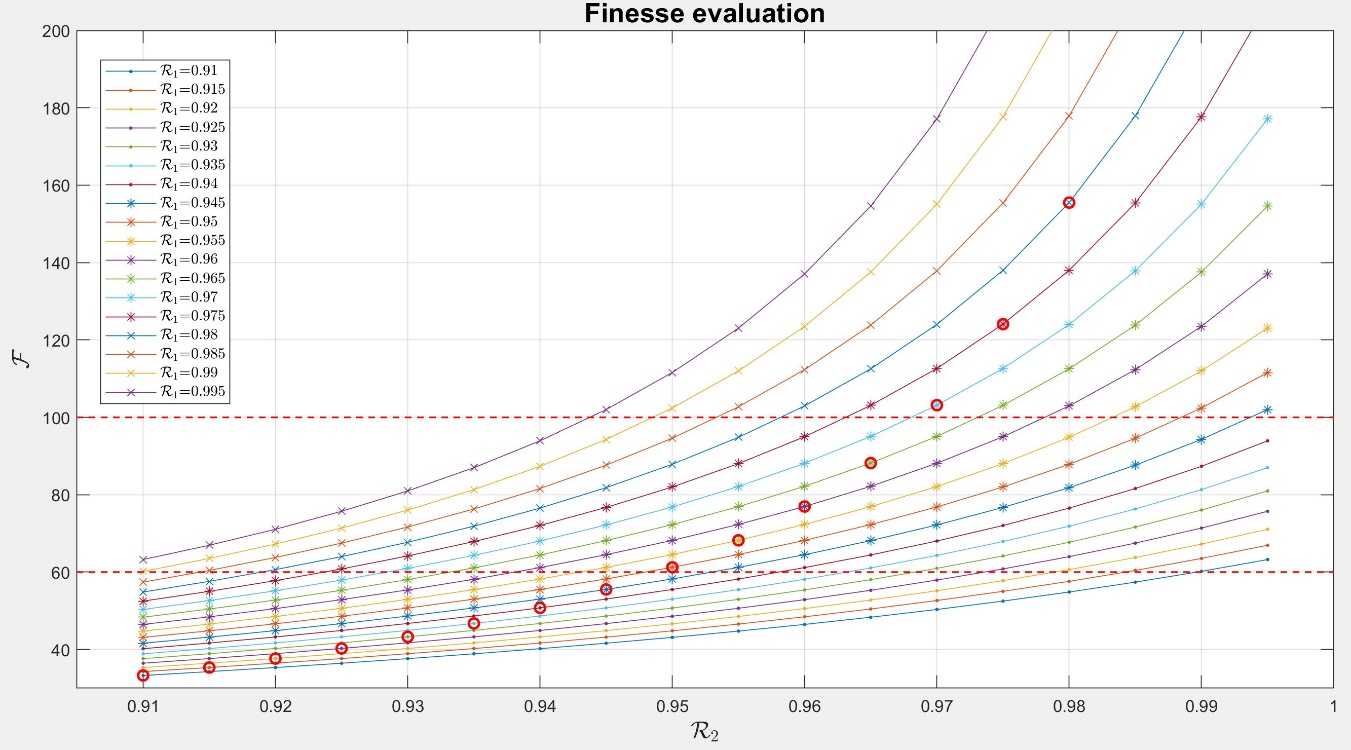 Finesse evaluation
200
180
160
140
120
100
80
60
40
ℱ
ℛ₁=0.91
ℛ₁=0.915
ℛ₁=0.92
ℛ₁=0.925
ℛ₁=0.93
ℛ₁=0.935
ℛ₁=0.94
ℛ₁=0.945
ℛ₁=0.95
ℛ₁=0.955
ℛ₁=0.96
ℛ₁=0.965
ℛ₁=0.97
ℛ₁=0.975
ℛ₁=0.98
ℛ₁=0.985
ℛ₁=0.99
ℛ₁=0.995
0.91 0.92 0.93 0.94 0.95 0.96 0.97 0.98 0.99 1
ℛ₂